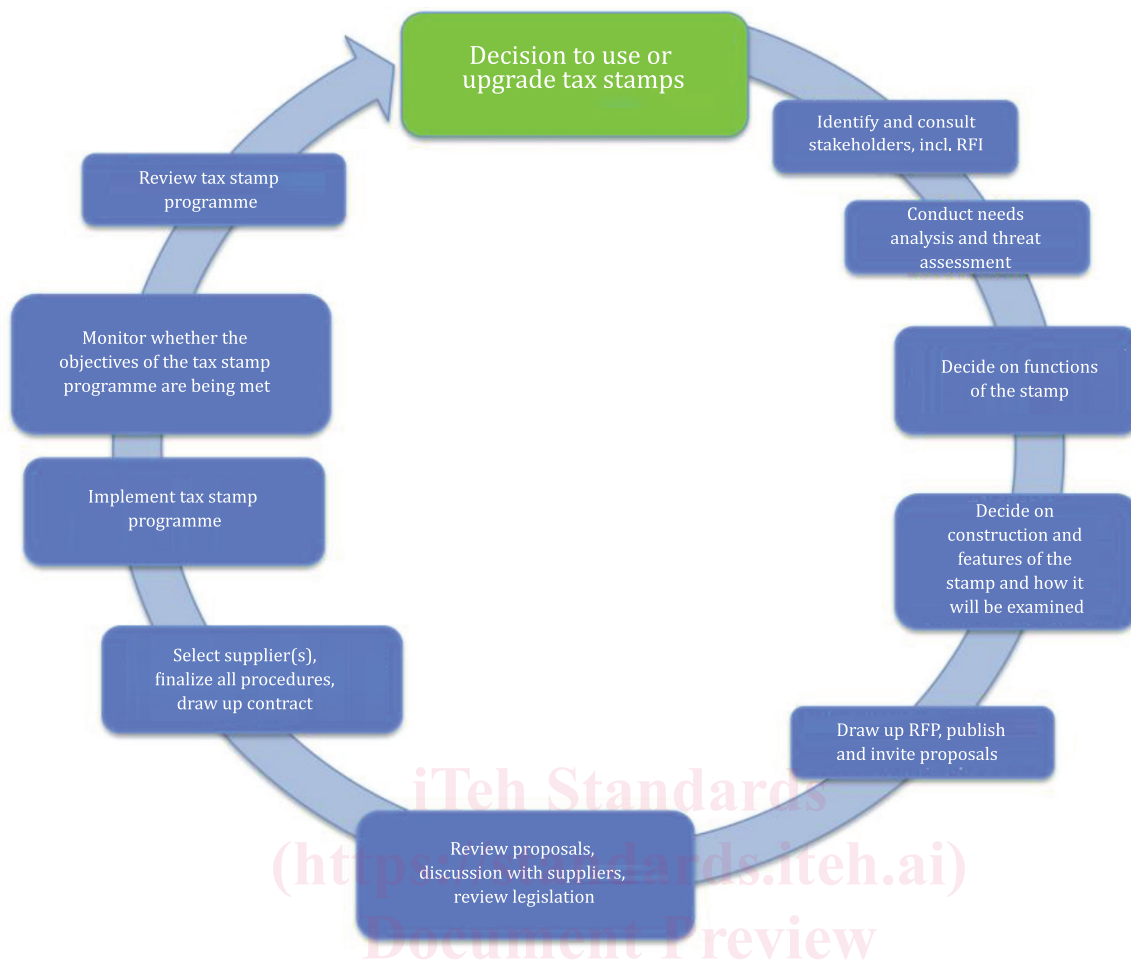 Decision to use or
upgrade tax stamps
Identify and consult
stakeholders, incl. RFI
Conduct needs
analysis and threat
assessment
Decide on functions
of the stamp
Decide on
construction and
features of the
stamp and how it
will be examined
Draw up RFP, publish
and invite proposals
Review proposals,
discussion with suppliers,
review legislation
Select supplier(s),
finalize all procedures,
draw up contract
Implement tax stamp
programme
Monitor whether the
objectives of the tax stamp
programme are being met
Review tax stamp
programme
iTeh Standards
(https://standards.iteh.ai)
Document Preview